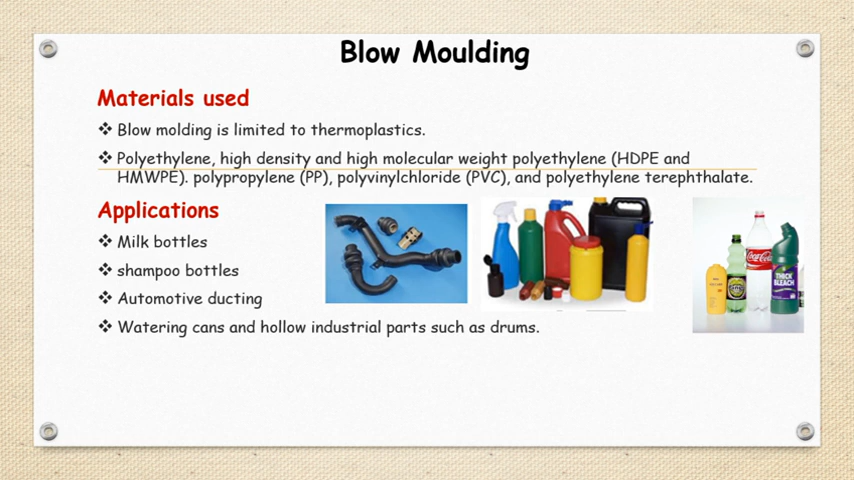 Blow Moulding
Materials used
❖ Blow molding is limited to thermoplastics.
❖ Polyethylene, high density and high molecular weight polyethylene (HDPE and
HMWPE). polypropylene (PP), polyvinylchloride (PVC), and polyethylene terephthalate.
Applications
❖ Milk bottles
❖ shampoo bottles
❖ Automotive ducting
❖ Watering cans and hollow industrial parts such as drums.
Coca-Cola
THICK
BLEACH